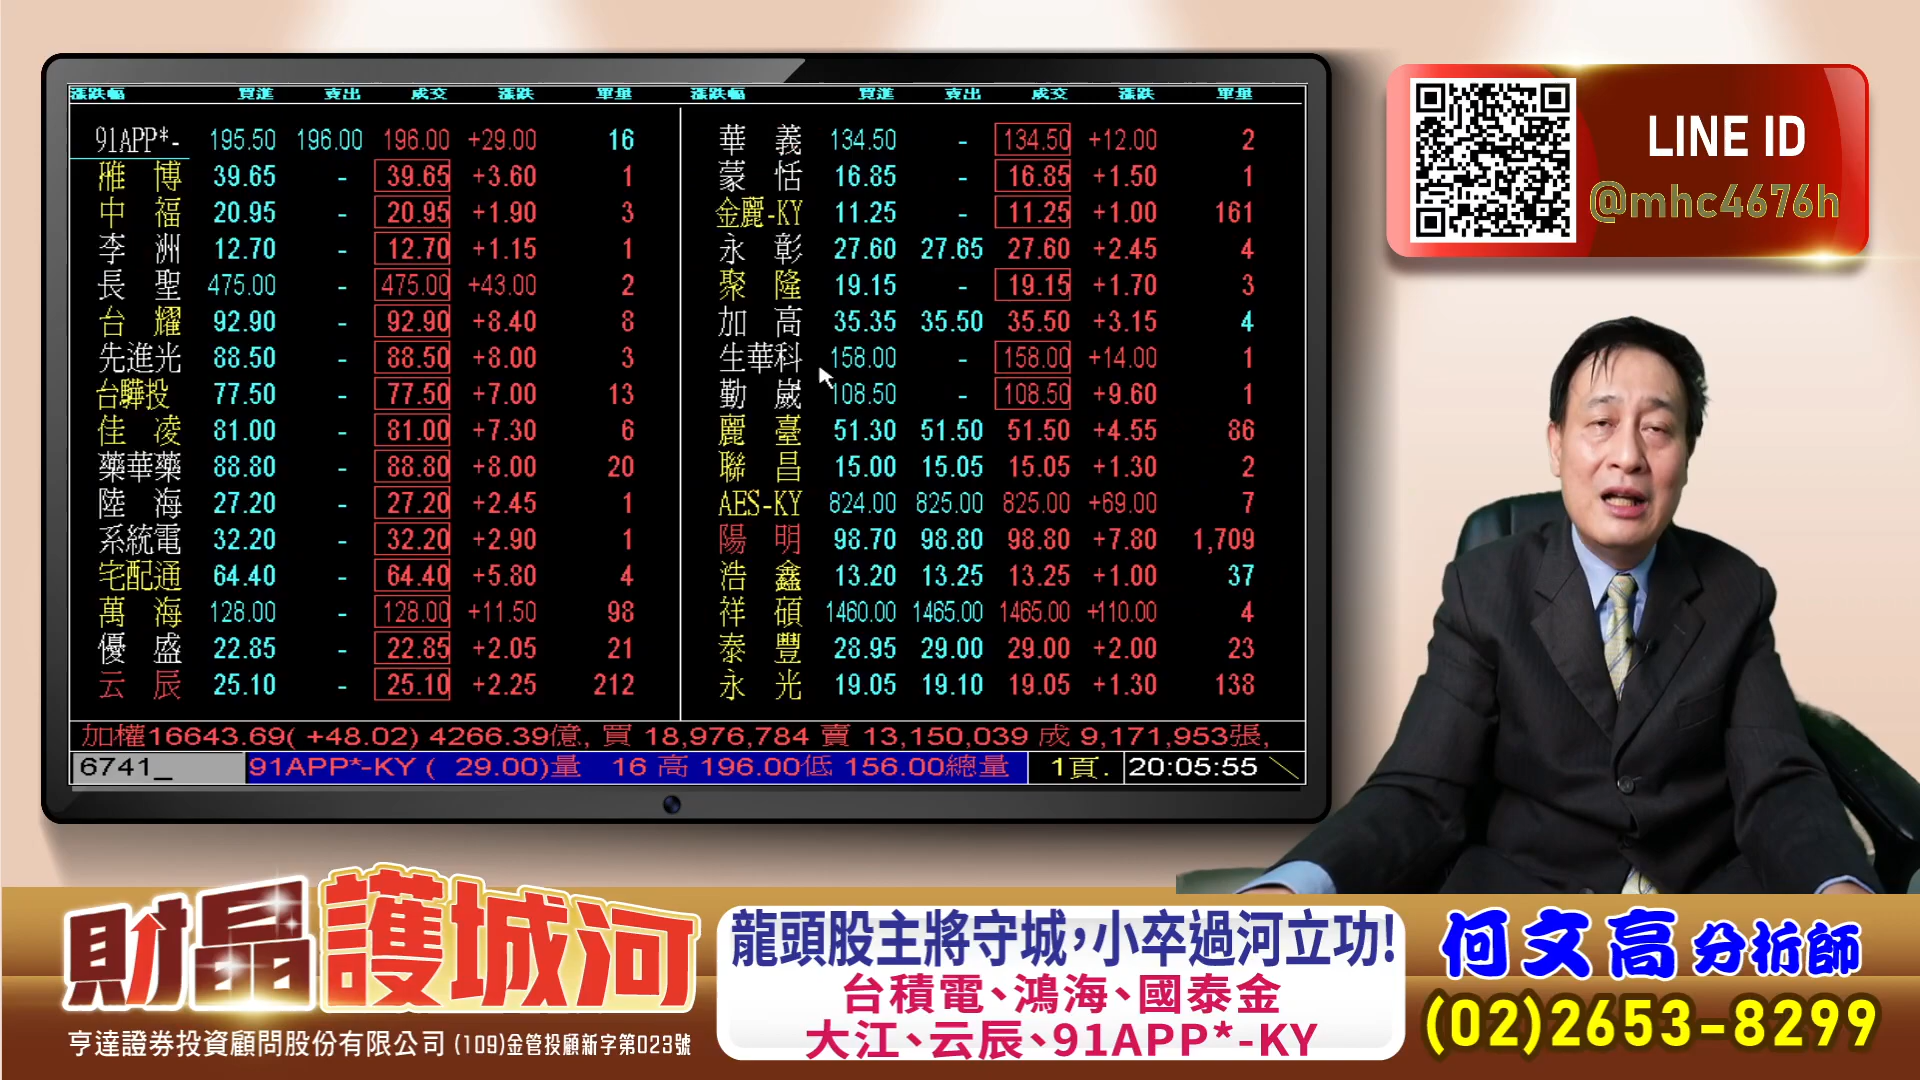 漲跌幅 買進 賣出 成交 漲跌 單量 漲跌幅 買進 賣出 成交 漲跌 單量
91APP*- 195.50 196.00 196.00 +29.00 16 華義 134.50 - 134.50 +12.00 2
雃博 39.65 - 39.65 +3.60 1 蒙恬 16.85 - 16.85 +1.50 1
中福 20.95 - 20.95 +1.90 3 金麗-KY 11.25 - 11.25 +1.00 161
李洲 12.70 - 12.70 +1.15 1 永彰 27.60 27.65 27.60 +2.45 4
長聖 475.00 - 475.00 +43.00 2 聚隆 19.15 - 19.15 +1.70 3
台耀 92.90 - 92.90 +8.40 8 加高 35.35 35.50 35.50 +3.15 4
先進光 88.50 - 88.50 +8.00 3 生華科 158.00 - 158.00 +14.00 1
台驊投 77.50 - 77.50 +7.00 13 勤崴 108.50 - 108.50 +9.60 1
佳凌 81.00 - 81.00 +7.30 6 麗臺 51.30 51.50 51.50 +4.55 86
藥華藥 88.80 - 88.80 +8.00 20 聯昌 15.00 15.05 15.05 +1.30 2
陸海 27.20 - 27.20 +2.45 1 AES-KY 824.00 825.00 825.00 +69.00 7
系統電 32.20 - 32.20 +2.90 1 陽明 98.70 98.80 98.80 +7.80 1,709
宅配通 64.40 - 64.40 +5.80 4 浩鑫 13.20 13.25 13.25 +1.00 37
萬海 128.00 - 128.00 +11.50 98 祥碩 1460.00 1465.00 1465.00 +110.00 4
優盛 22.85 - 22.85 +2.05 21 泰豐 28.95 29.00 29.00 +2.00 23
云辰 25.10 - 25.10 +2.25 212 永光 19.05 19.10 19.05 +1.30 138
加權16643.69( +48.02) 4266.39億, 買 18,976,784 賣 13,150,039 成 9,171,953張,
6741_ 91APP*-KY ( 29.00)量 16 高 196.00低 156.00總量 1頁. 20:05:55
LINE ID
@mhc4676h
財晶護城河
亨達證券投資顧問股份有限公司 (109)金管投顧新字第023號
龍頭股主將守城,小卒過河立功!
台積電、鴻海、國泰金
大江、云辰、91APP*-KY
何文高分析師
(02)2653-8299